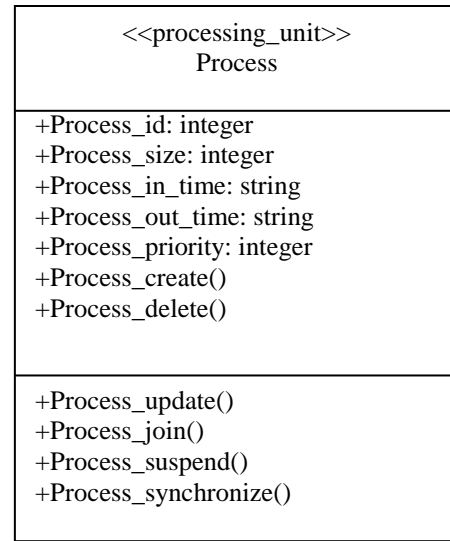 <<processing_unit>>
Process
+Process_id: integer
+Process_size: integer
+Process_in_time: string
+Process_out_time: string
+Process_priority: integer
+Process_create()
+Process_delete()
+Process_update()
+Process_join()
+Process_suspend()
+Process_synchronize()